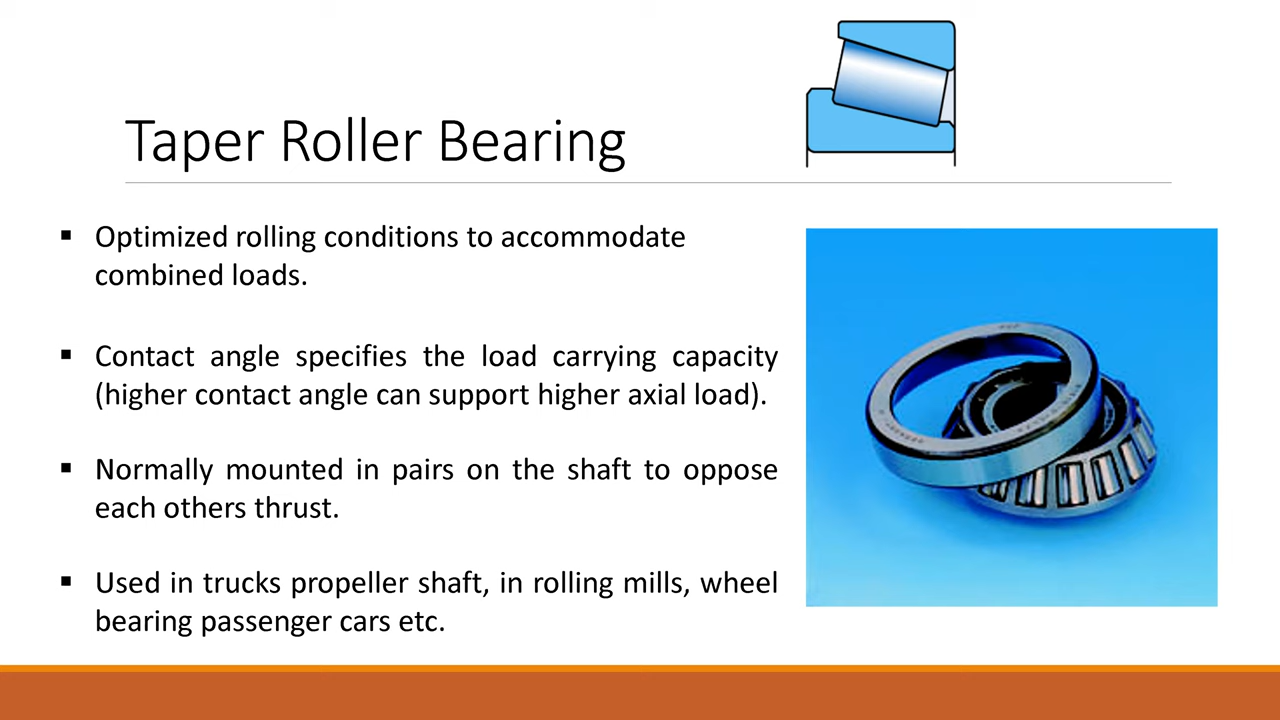 Taper Roller Bearing
▪ Optimized rolling conditions to accommodate
combined loads.
▪ Contact angle specifies the load carrying capacity
(higher contact angle can support higher axial load).
▪ Normally mounted in pairs on the shaft to oppose
each others thrust.
▪ Used in trucks propeller shaft, in rolling mills, wheel
bearing passenger cars etc.